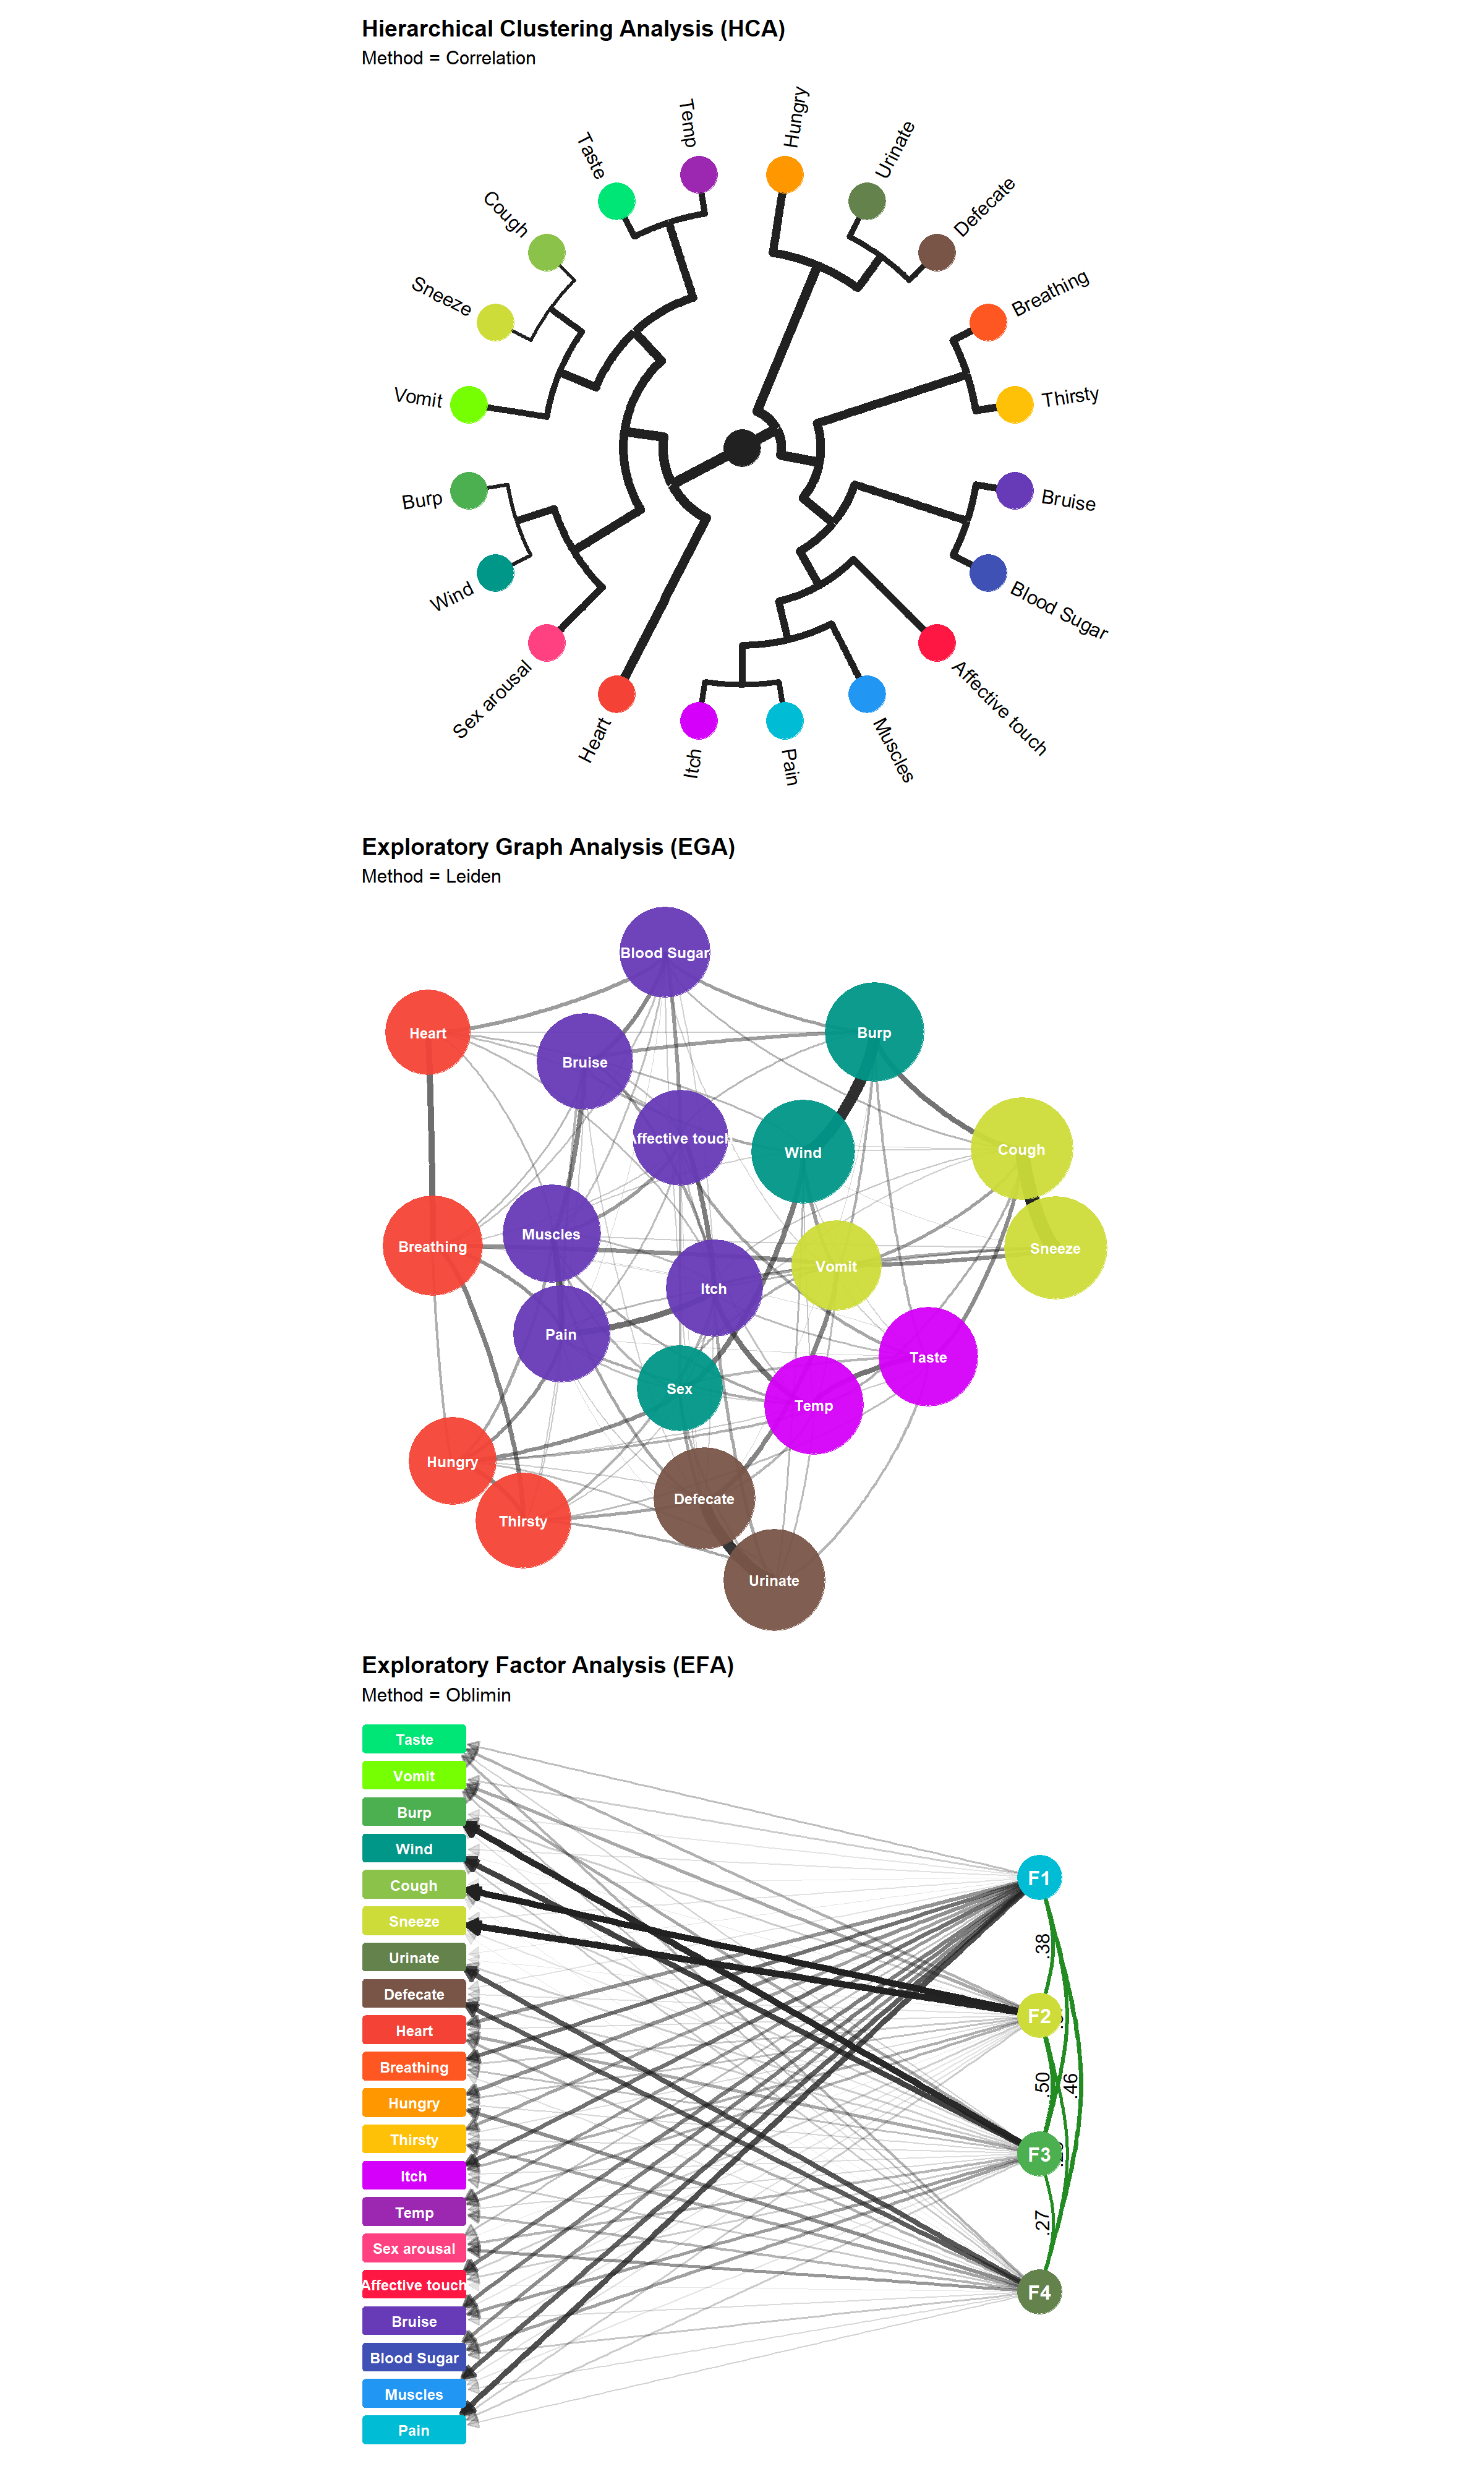 Hierarchical Clustering Analysis (HCA)
Method = Correlation
Hungry
Temp
Urinate
Taste
Defecate
Cough
Breathing
Sneeze
Thirsty
Vomit
Bruise
Burp
Blood Sugar
Wind
Affective touch
Sex arousal
Heart
Muscles
Itch
Pain
Exploratory Graph Analysis (EGA)
Method = Leiden
Blood Sugar
Heart
Burp
Bruise
Affective touch
Wind
Cough
Muscles
Breathing
Sneeze
Vomit
Itch
Pain
Taste
Sex
Temp
Hungry
Defecate
Thirsty
Urinate
Exploratory Factor Analysis (EFA)
Method = Oblimin
Taste
Vomit
Burp
Wind
Cough
Sneeze
Urinate
Defecate
Heart
Breathing
Hungry
Thirsty
Itch
Temp
Sex arousal
Affective touch
Bruise
Blood Sugar
Muscles
Pain
F1
.38
F2
.50
.46
F3
.27
F4